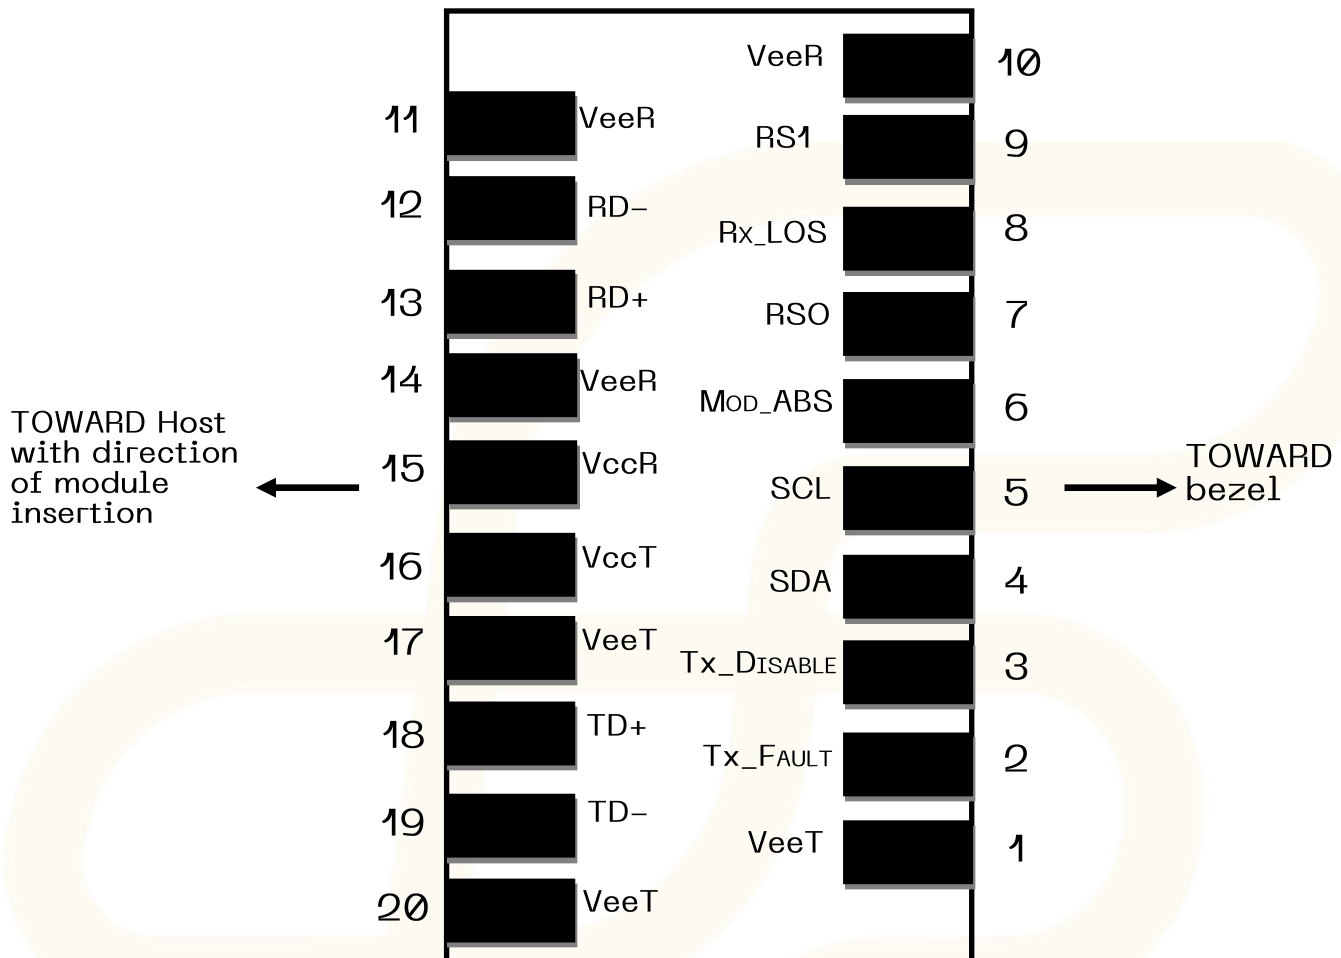 VeeR 10
11 VeeR
RS1 9
12 RD-
Rx_LOS 8
13 RD+
RS0 7
14 VeeR
Mod_ABS 6
TOWARD Host
with direction
of module
insertion
15 VccR
SCL 5
TOWARD
bezel
16 VccT
SDA 4
17 VeeT
Tx_Disable 3
18 TD+
Tx_Fault 2
19 TD-
VeeT 1
20 VeeT